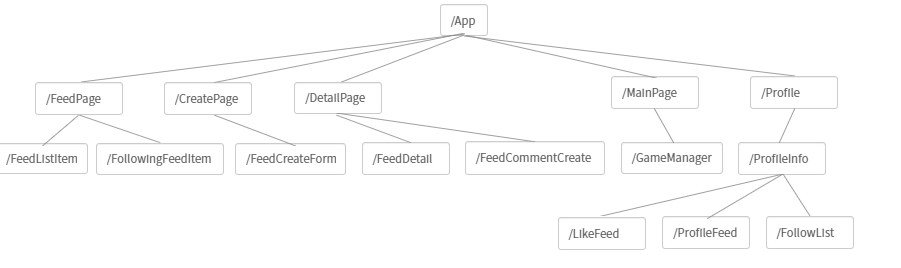 /App
/FeedPage
/CreatePage
/DetailPage
/MainPage
/Profile
/FeedListItem
/FollowingFeedItem
/FeedCreateForm
/FeedDetail
/FeedCommentCreate
/GameManager
/ProfileInfo
/LikeFeed
/ProfileFeed
/FollowList